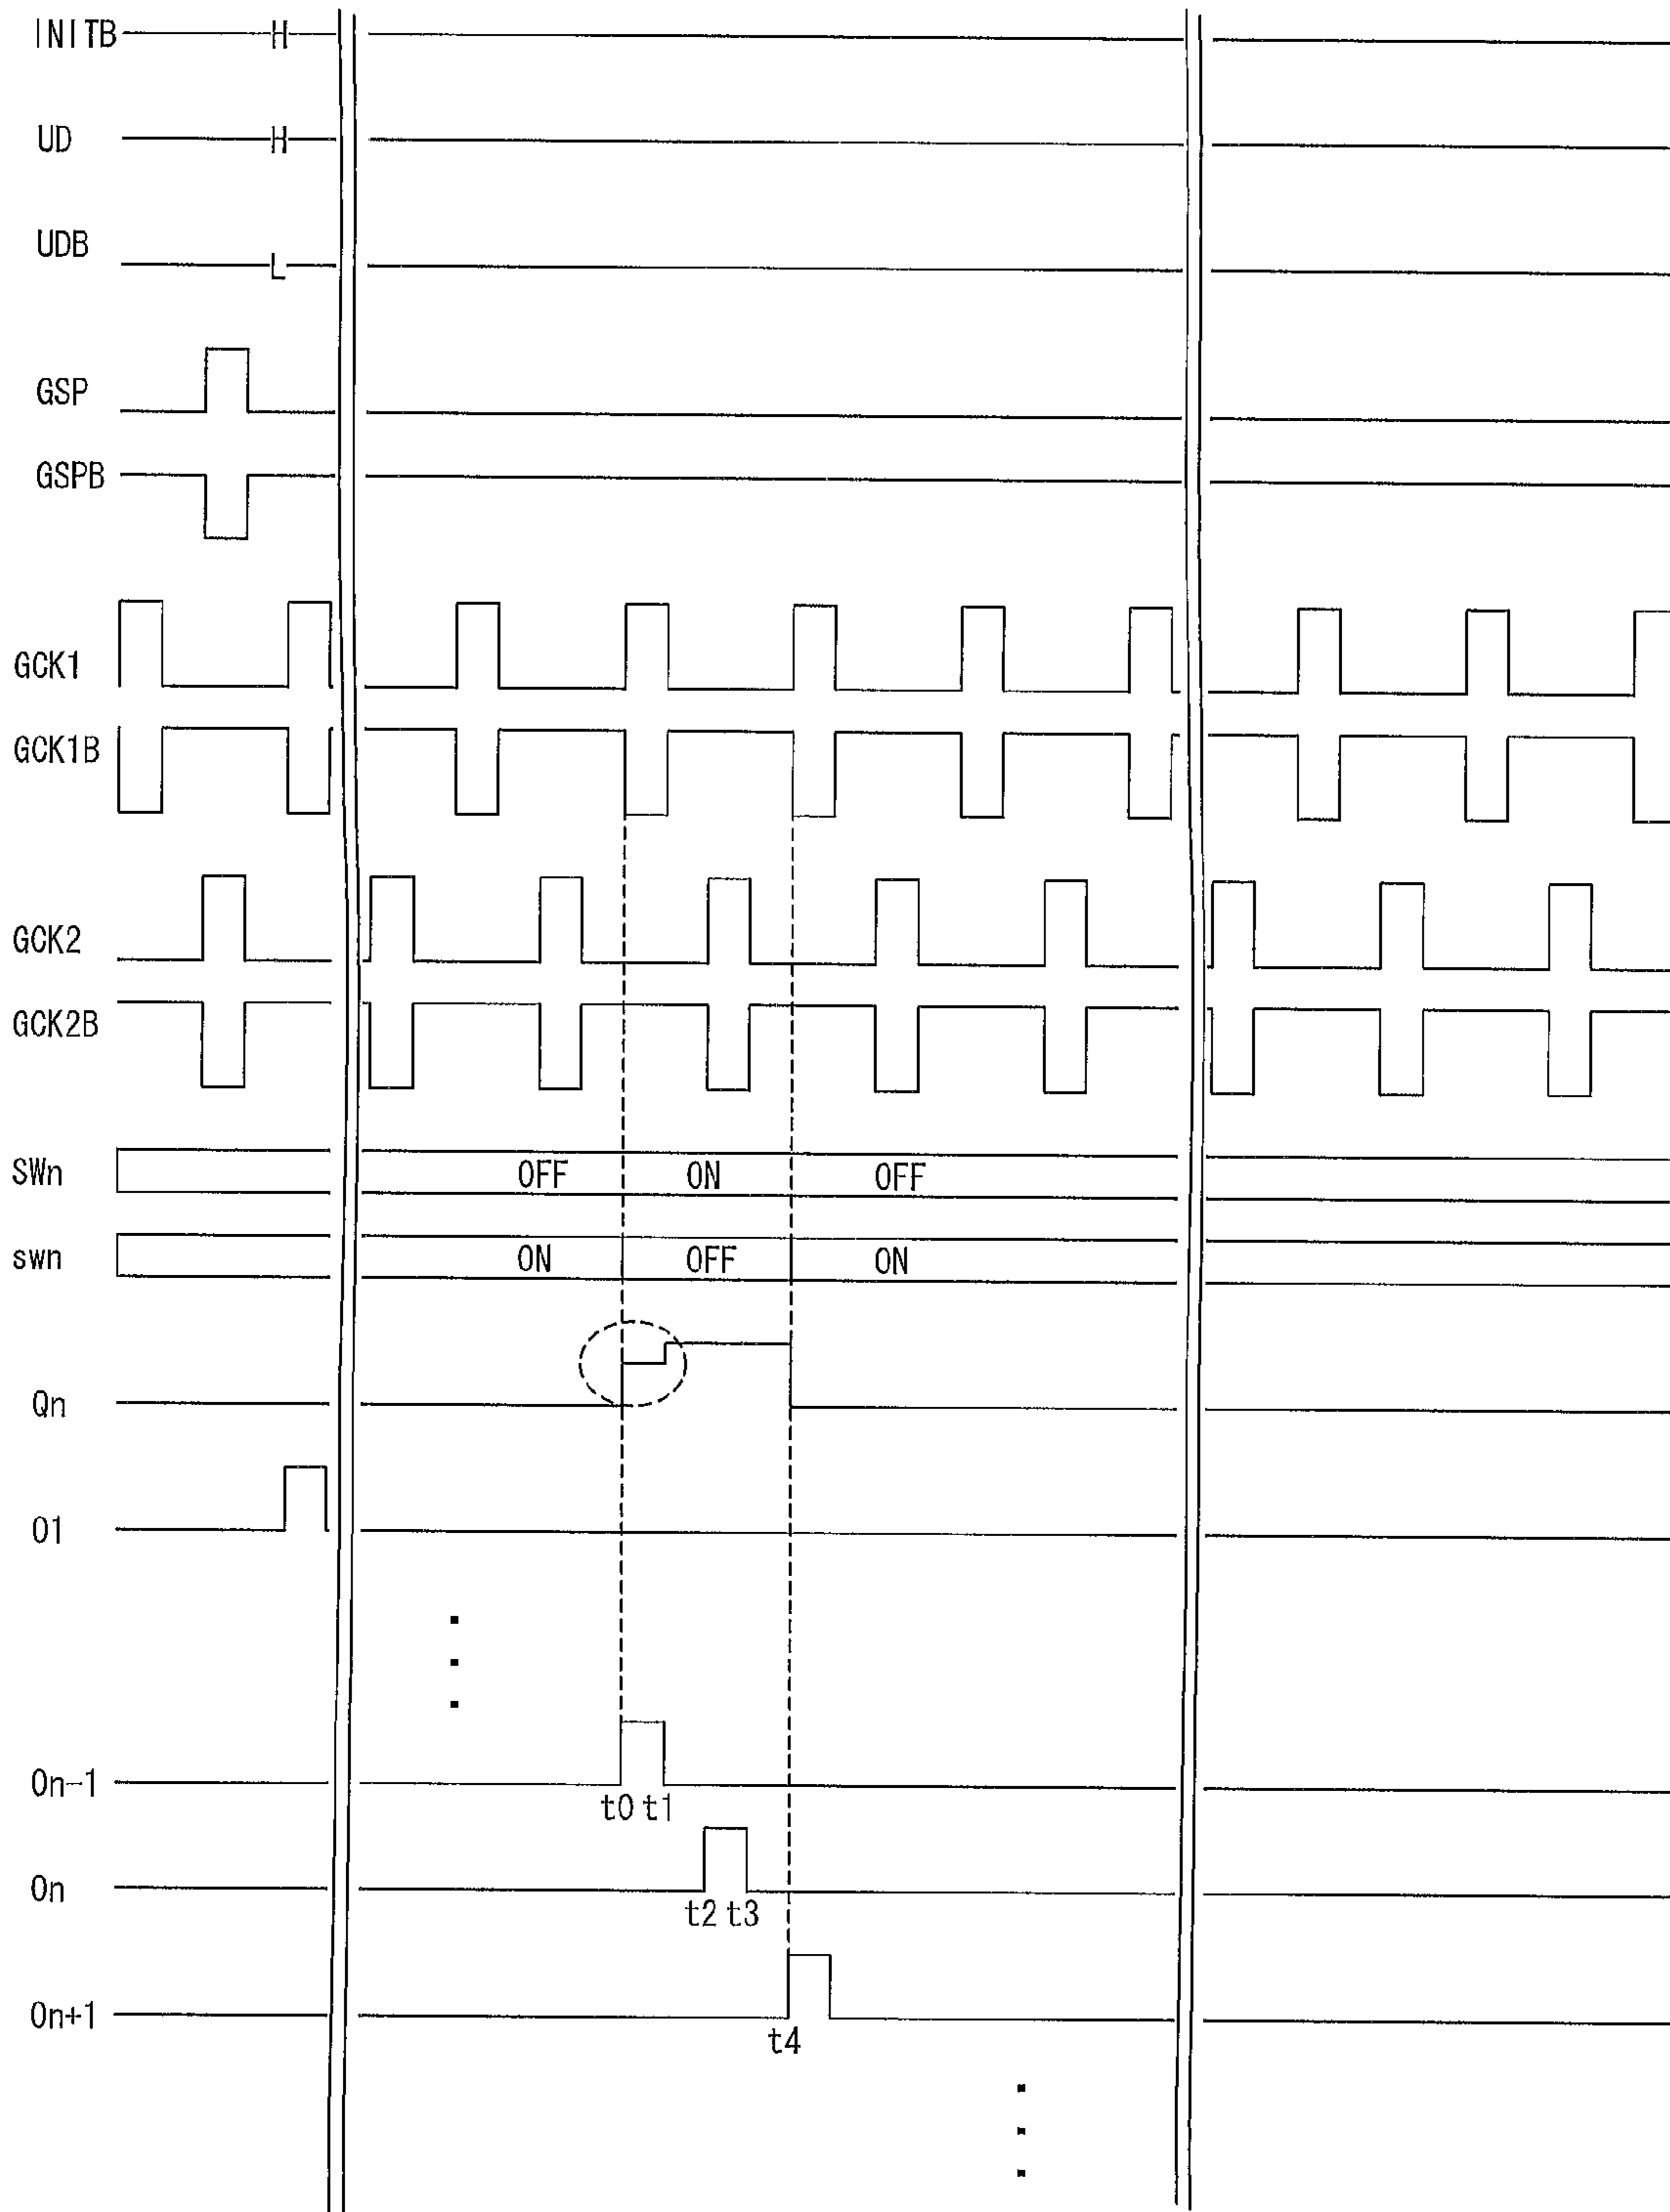 INITB H
UD H
UDB L
GSP
GSPB
GCK1
GCK1B
GCK2
GCK2B
SWn OFF ON OFF
swn ON OFF ON
Qn
O1
On-1
t0 t1
On
t2 t3
On+1
t4